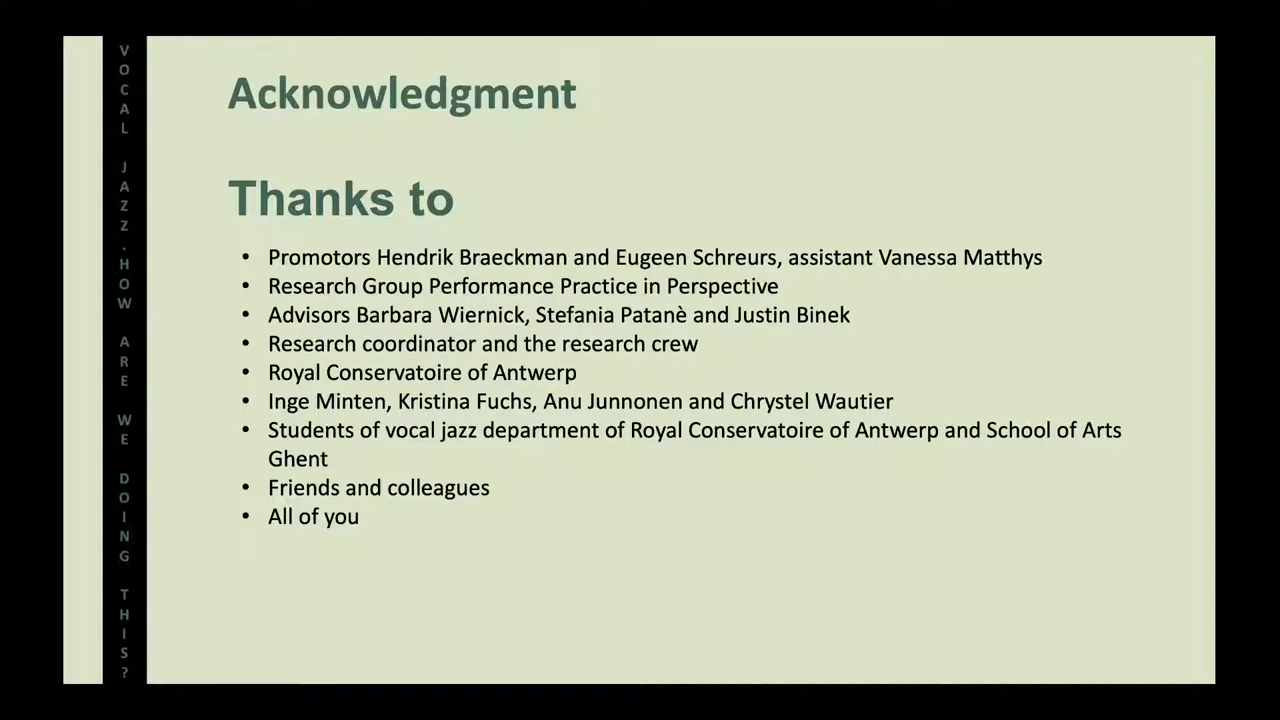 VOCAL JAZZ.HOW ARE WE DOING THIS?
Acknowledgment
Thanks to
• Promotors Hendrik Braeckman and Eugeen Schreurs, assistant Vanessa Matthys
• Research Group Performance Practice in Perspective
• Advisors Barbara Wiernick, Stefania Patanè and Justin Binek
• Research coordinator and the research crew
• Royal Conservatoire of Antwerp
• Inge Minten, Kristina Fuchs, Anu Junnonen and Chrystel Wautier
• Students of vocal jazz department of Royal Conservatoire of Antwerp and School of Arts
Ghent
• Friends and colleagues
• All of you